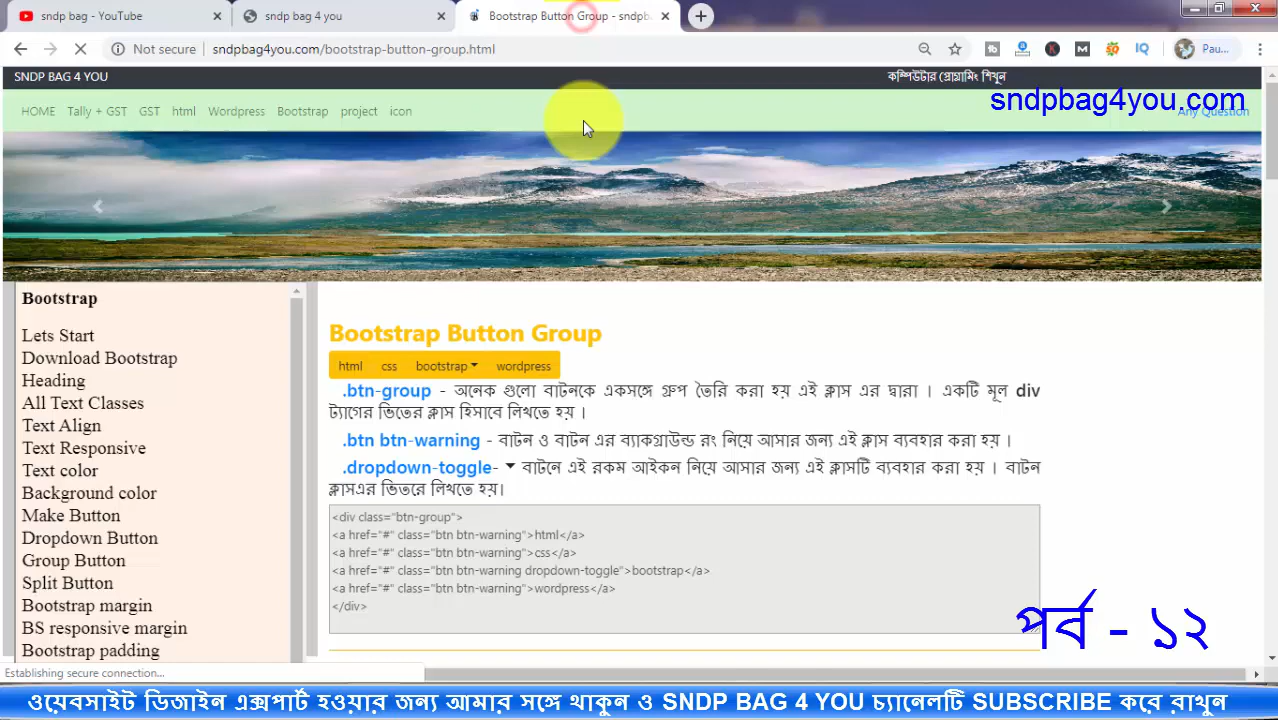 sndp bag - YouTube
sndp bag 4 you
Bootstrap Button Group - sndpb
Not secure
sndpbag4you.com/bootstrap-button-group.html
Pau...
SNDP BAG 4 YOU
কম্পিউটার প্রোগ্রামিং শিখুন
HOME Tally + GST GST html Wordpress Bootstrap project icon
Any Question
sndpbag4you.com
Bootstrap
Lets Start
Download Bootstrap
Heading
All Text Classes
Text Align
Text Responsive
Text color
Background color
Make Button
Dropdown Button
Group Button
Split Button
Bootstrap margin
BS responsive margin
Bootstrap padding
Bootstrap Button Group
html css bootstrap wordpress
.btn-group - অনেক গুলো বাটনকে একসঙ্গে গ্রুপ তৈরি করা হয় এই ক্লাস এর দ্বারা । একটি মূল div
ট্যাগের ভিতের ক্লাস হিসাবে লিখতে হয় ।
.btn btn-warning - বাটন ও বাটন এর ব্যাকগ্রাউন্ড রং নিয়ে আসার জন্য এই ক্লাস ব্যবহার করা হয় ।
.dropdown-toggle- বাটনে এই রকম আইকন নিয়ে আসার জন্য এই ক্লাসটি ব্যবহার করা হয় । বাটন
ক্লাসএর ভিতরে লিখতে হয়।
<div class="btn-group">
<a href="#" class="btn btn-warning">html</a>
<a href="#" class="btn btn-warning">css</a>
<a href="#" class="btn btn-warning dropdown-toggle">bootstrap</a>
<a href="#" class="btn btn-warning">wordpress</a>
</div>
পর্ব - ১২
Establishing secure connection...
ওয়েবসাইট ডিজাইন এক্সপার্ট হওয়ার জন্য আমার সঙ্গে থাকুন ও SNDP BAG 4 YOU চ্যানেলটি SUBSCRIBE করে রাখুন